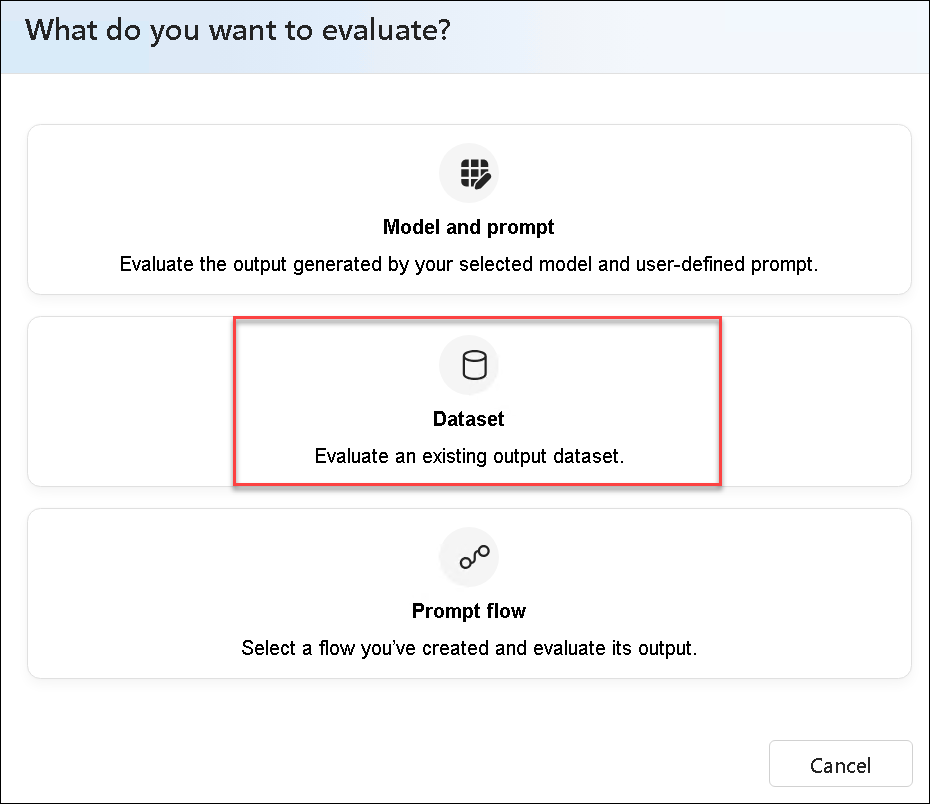 What do you want to evaluate?
Model and prompt
Evaluate the output generated by your selected model and user-defined prompt.
Dataset
Evaluate an existing output dataset.
Prompt flow
Select a flow you’ve created and evaluate its output.
Cancel